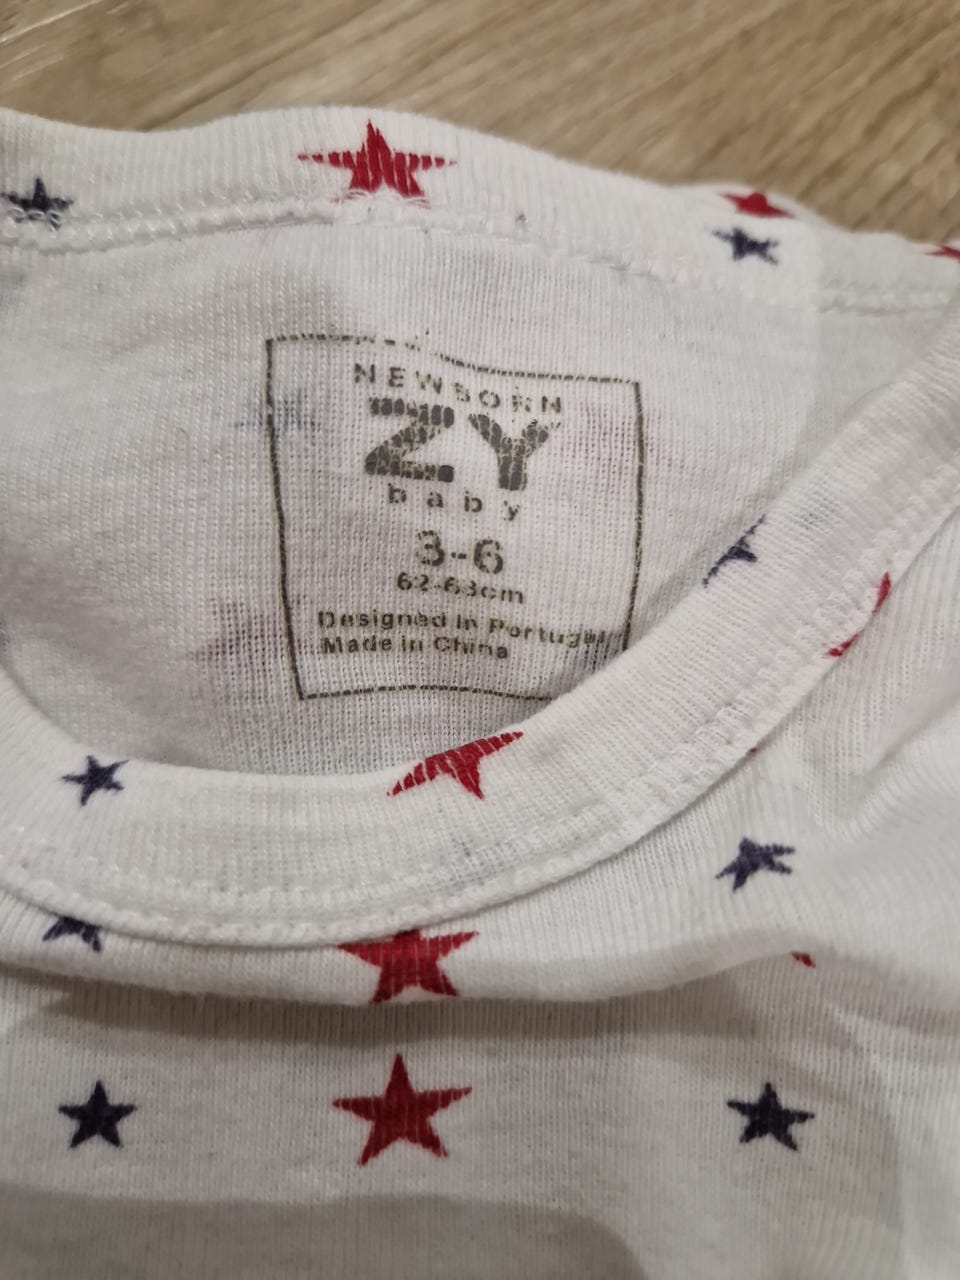 NEWBORN
ZY
baby
3-6
62-68cm
Designed in Portugal
Made in China